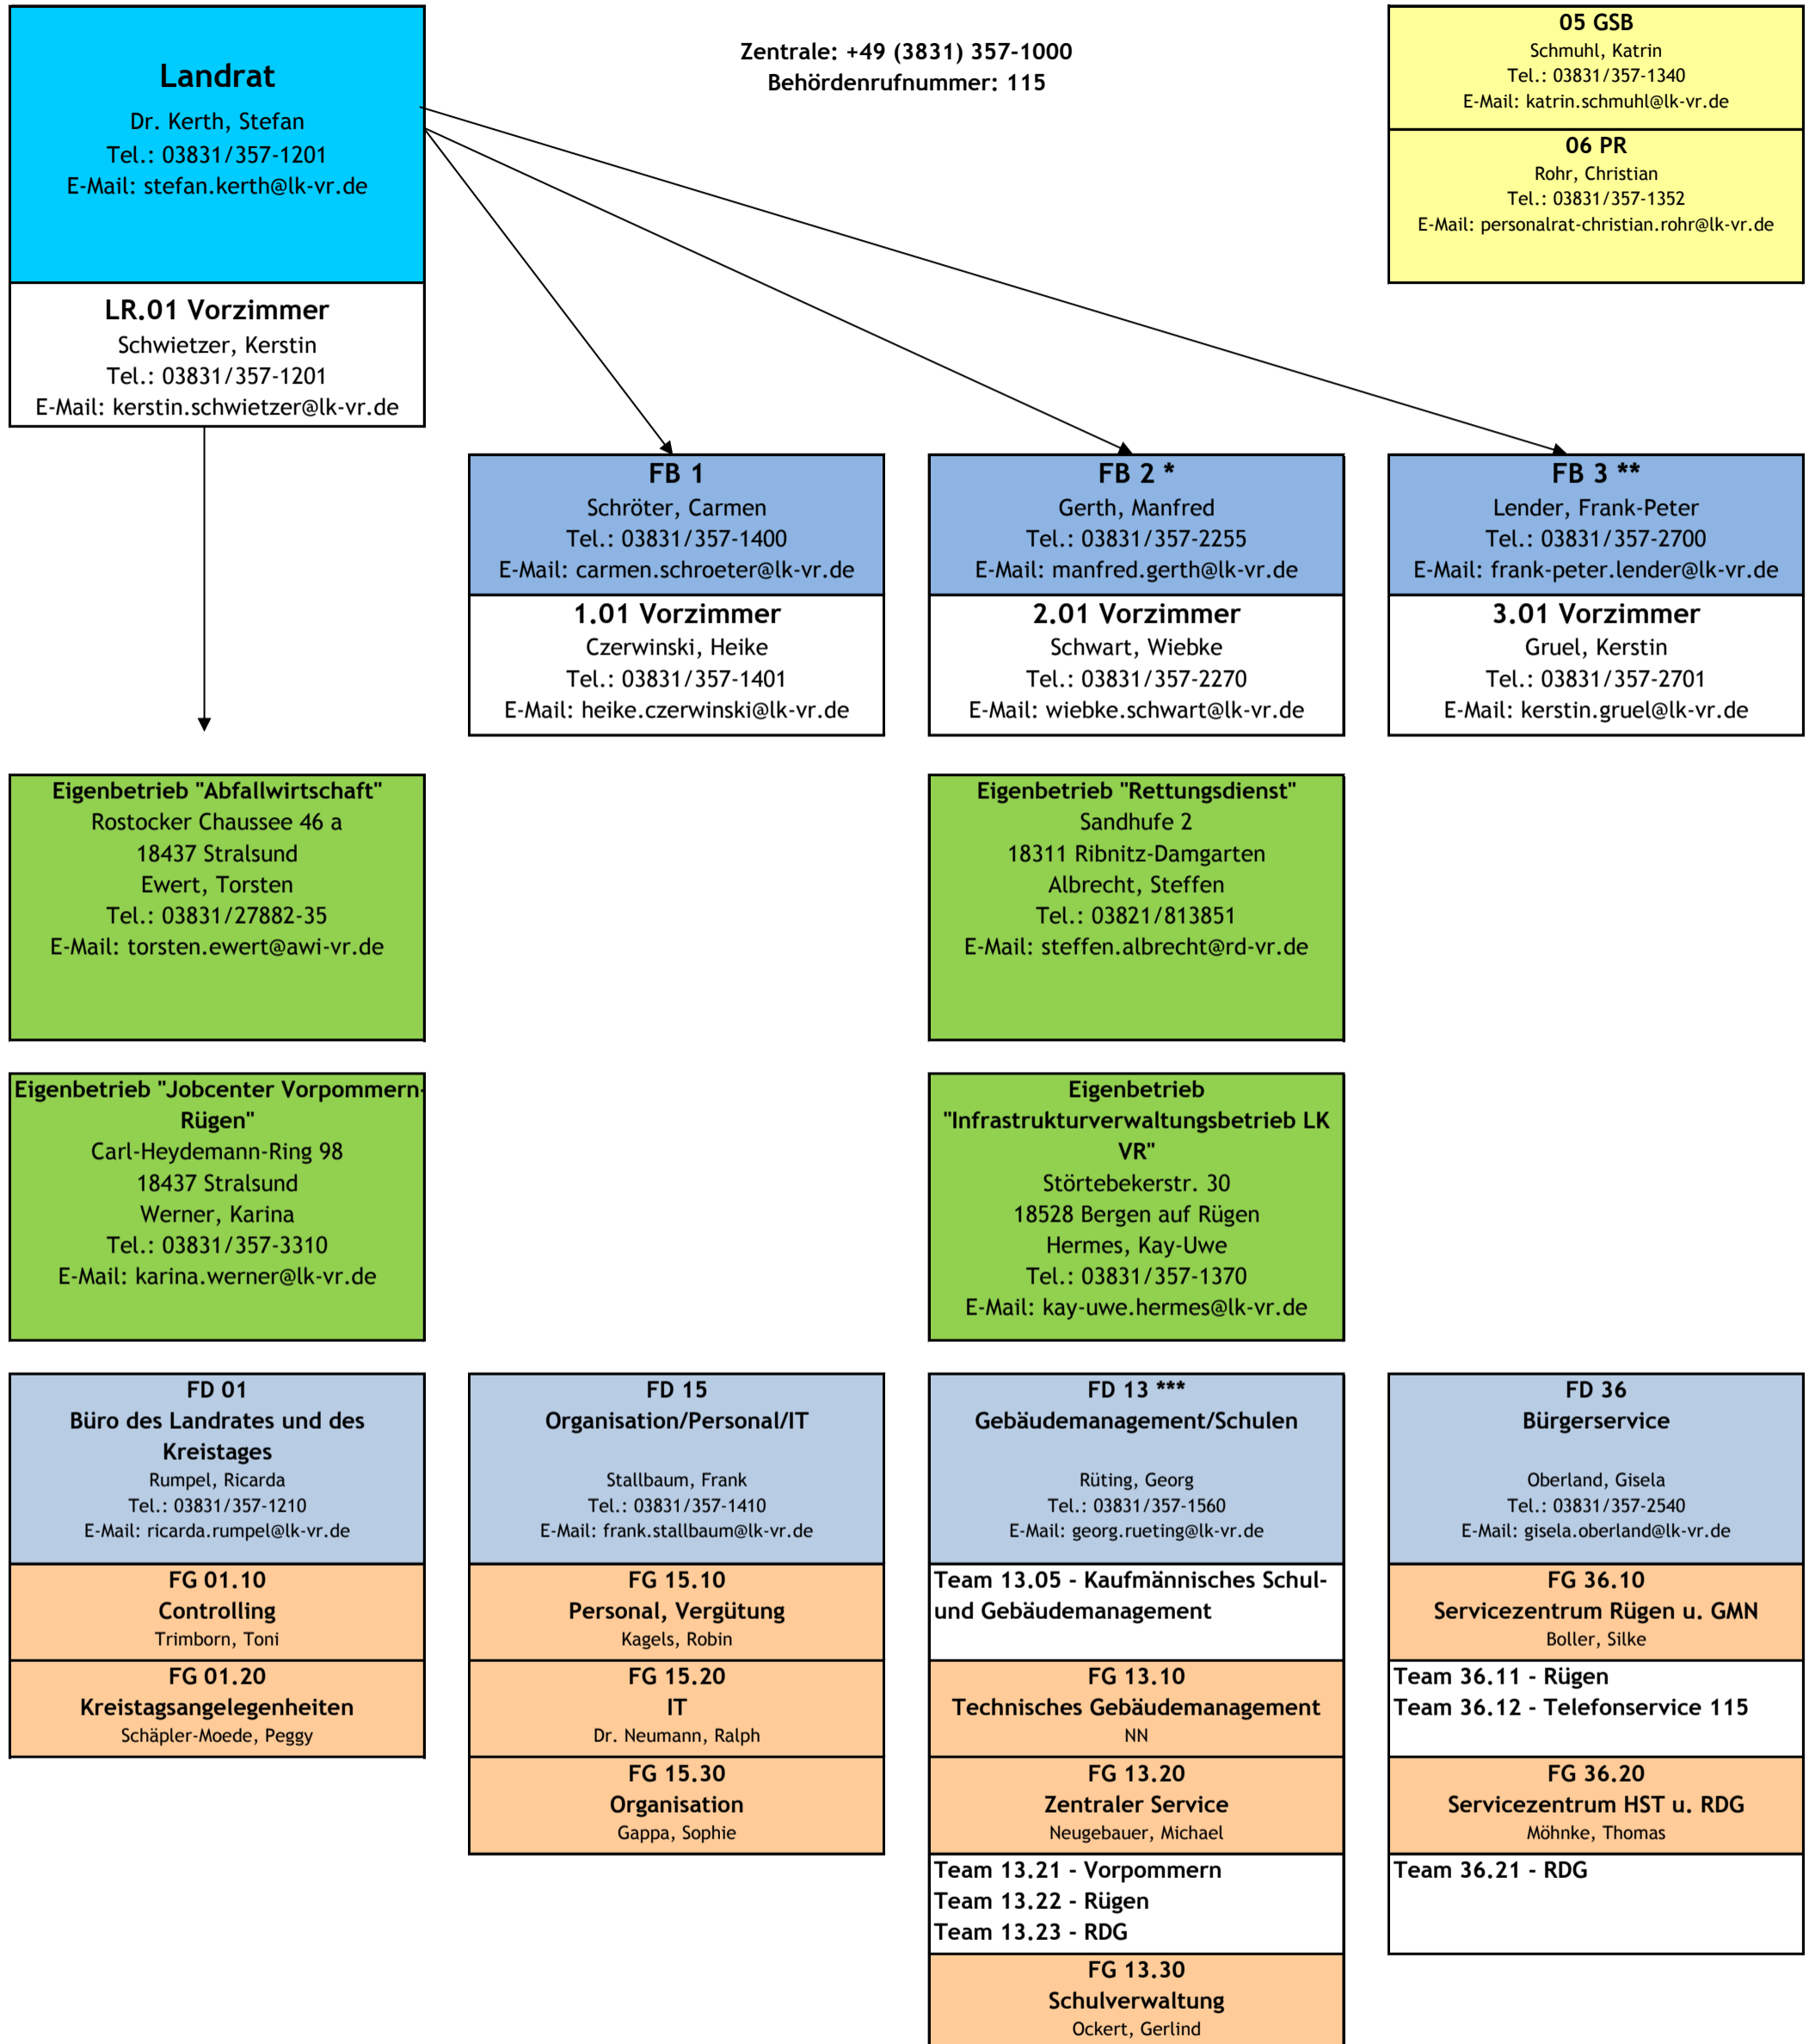 Landrat
Dr. Kerth, Stefan
Tel.: 03831/357-1201
E-Mail: stefan.kerth@lk-vr.de
LR.01 Vorzimmer
Schwietzer, Kerstin
Tel.: 03831/357-1201
E-Mail: kerstin.schwietzer@lk-vr.de
Zentrale: +49 (3831) 357-1000
Behördenrufnummer: 115
05 GSB
Schmuhl, Katrin
Tel.: 03831/357-1340
E-Mail: katrin.schmuhl@lk-vr.de
06 PR
Rohr, Christian
Tel.: 03831/357-1352
E-Mail: personalrat-christian.rohr@lk-vr.de
FB 1
Schröter, Carmen
Tel.: 03831/357-1400
E-Mail: carmen.schroeter@lk-vr.de
1.01 Vorzimmer
Czerwinski, Heike
Tel.: 03831/357-1401
E-Mail: heike.czerwinski@lk-vr.de
FB 2 *
Gerth, Manfred
Tel.: 03831/357-2255
E-Mail: manfred.gerth@lk-vr.de
2.01 Vorzimmer
Schwart, Wiebke
Tel.: 03831/357-2270
E-Mail: wiebke.schwart@lk-vr.de
FB 3 **
Lender, Frank-Peter
Tel.: 03831/357-2700
E-Mail: frank-peter.lender@lk-vr.de
3.01 Vorzimmer
Gruel, Kerstin
Tel.: 03831/357-2701
E-Mail: kerstin.gruel@lk-vr.de
Eigenbetrieb "Abfallwirtschaft"
Rostocker Chaussee 46 a
18437 Stralsund
Ewert, Torsten
Tel.: 03831/27882-35
E-Mail: torsten.ewert@awi-vr.de
Eigenbetrieb "Rettungsdienst"
Sandhufe 2
18311 Ribnitz-Damgarten
Albrecht, Steffen
Tel.: 03821/813851
E-Mail: steffen.albrecht@rd-vr.de
Eigenbetrieb "Jobcenter Vorpommern-
Rügen"
Carl-Heydemann-Ring 98
18437 Stralsund
Werner, Karina
Tel.: 03831/357-3310
E-Mail: karina.werner@lk-vr.de
Eigenbetrieb
"Infrastrukturverwaltungsbetrieb LK
VR"
Störtebekerstr. 30
18528 Bergen auf Rügen
Hermes, Kay-Uwe
Tel.: 03831/357-1370
E-Mail: kay-uwe.hermes@lk-vr.de
FD 01
Büro des Landrates und des
Kreistages
Rumpel, Ricarda
Tel.: 03831/357-1210
E-Mail: ricarda.rumpel@lk-vr.de
FG 01.10
Controlling
Trimborn, Toni
FG 01.20
Kreistagsangelegenheiten
Schäpler-Moede, Peggy
FD 15
Organisation/Personal/IT
Stallbaum, Frank
Tel.: 03831/357-1410
E-Mail: frank.stallbaum@lk-vr.de
FG 15.10
Personal, Vergütung
Kagels, Robin
FG 15.20
IT
Dr. Neumann, Ralph
FG 15.30
Organisation
Gappa, Sophie
FD 13 ***
Gebäudemanagement/Schulen
Rüting, Georg
Tel.: 03831/357-1560
E-Mail: georg.rueting@lk-vr.de
Team 13.05 - Kaufmännisches Schul-
und Gebäudemanagement
FG 13.10
Technisches Gebäudemanagement
NN
FG 13.20
Zentraler Service
Neugebauer, Michael
Team 13.21 - Vorpommern
Team 13.22 - Rügen
Team 13.23 - RDG
FG 13.30
Schulverwaltung
Ockert, Gerlind
FD 36
Bürgerservice
Oberland, Gisela
Tel.: 03831/357-2540
E-Mail: gisela.oberland@lk-vr.de
FG 36.10
Servicezentrum Rügen u. GMN
Boller, Silke
Team 36.11 - Rügen
Team 36.12 - Telefonservice 115
FG 36.20
Servicezentrum HST u. RDG
Möhnke, Thomas
Team 36.21 - RDG